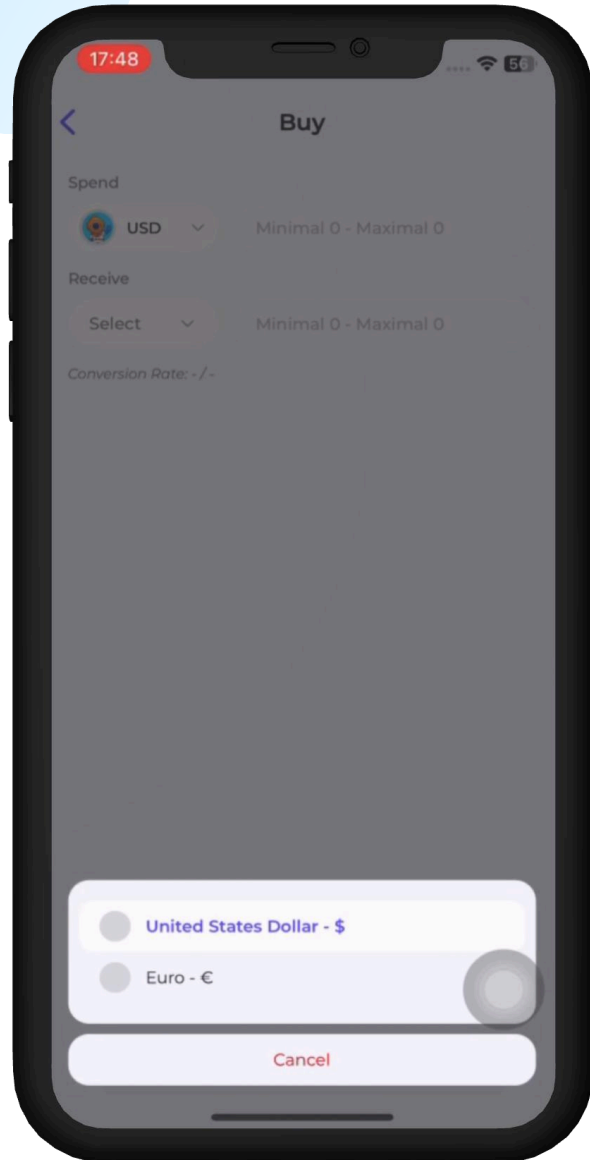 17:48
56
Buy
Spend
USD
Minimal 0 - Maximal 0
Receive
Select
Minimal 0 - Maximal 0
Conversion Rate: - / -
United States Dollar - $
Euro - €
Cancel